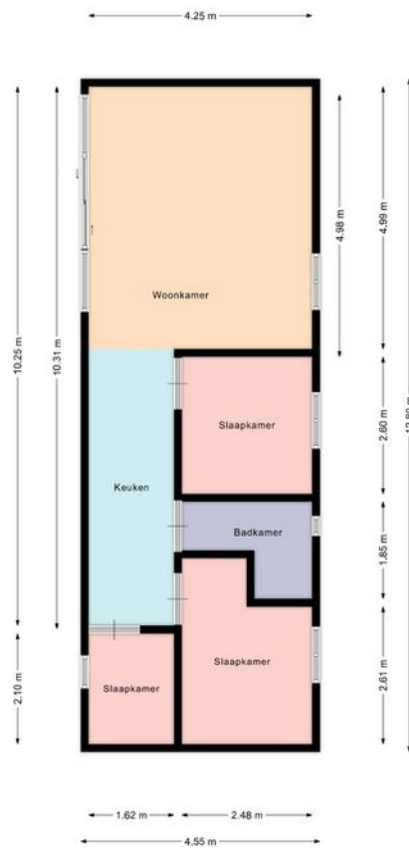 4.25 m
4.98 m
4.99 m
Woonkamer
10.25 m
10.31 m
2.60 m
Slaapkamer
Keuken
Badkamer
1.85 m
Slaapkamer
2.61 m
Slaapkamer
2.10 m
1.62 m
2.48 m
4.55 m